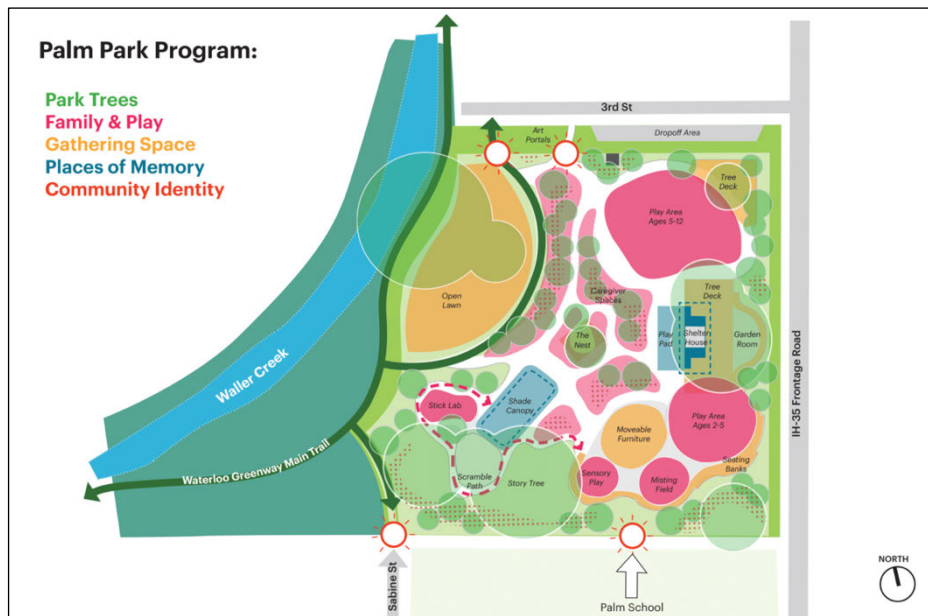 Palm Park Program:
Park Trees
Family & Play
Gathering Space
Places of Memory
Community Identity
3rd St
Art
Portals
Dropoff Area
Tree
Deck
Play Area
Ages 5-12
Open
Lawn
Caregiver
Spaces
Tree
Deck
The
Nest
Play
Pad
Shelter
House
Garden
Room
IH-35 Frontage Road
Waller Creek
Stick Lab
Shade
Canopy
Play Area
Ages 2-5
Moveable
Furniture
Seating
Banks
Waterloo Greenway Main Trail
Scramble
Path
Story Tree
Sensory
Play
Misting
Field
Sabine St
Palm School
NORTH